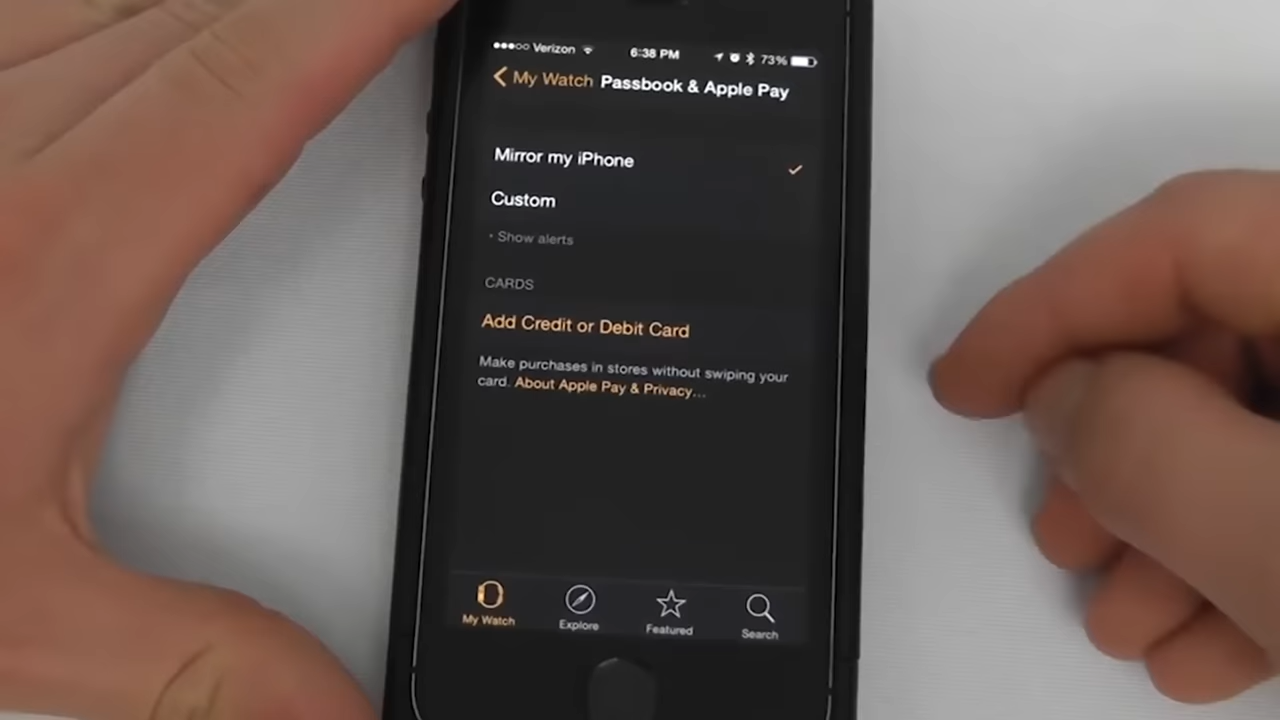 Verizon 6:38 PM 73%
My Watch Passbook & Apple Pay
Mirror my iPhone
Custom
• Show alerts
CARDS
Add Credit or Debit Card
Make purchases in stores without swiping your
card. About Apple Pay & Privacy...
My Watch Explore Featured Search